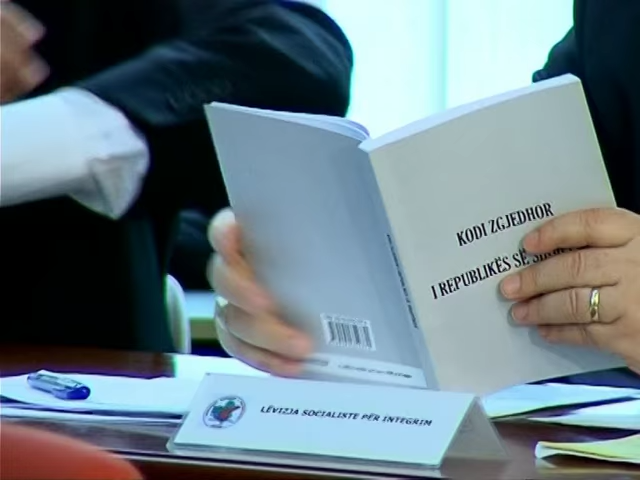 KODI ZGJEDHOR
I REPUBLIKËS SË
LËVIZJA SOCIALISTE PËR INTEGRIM